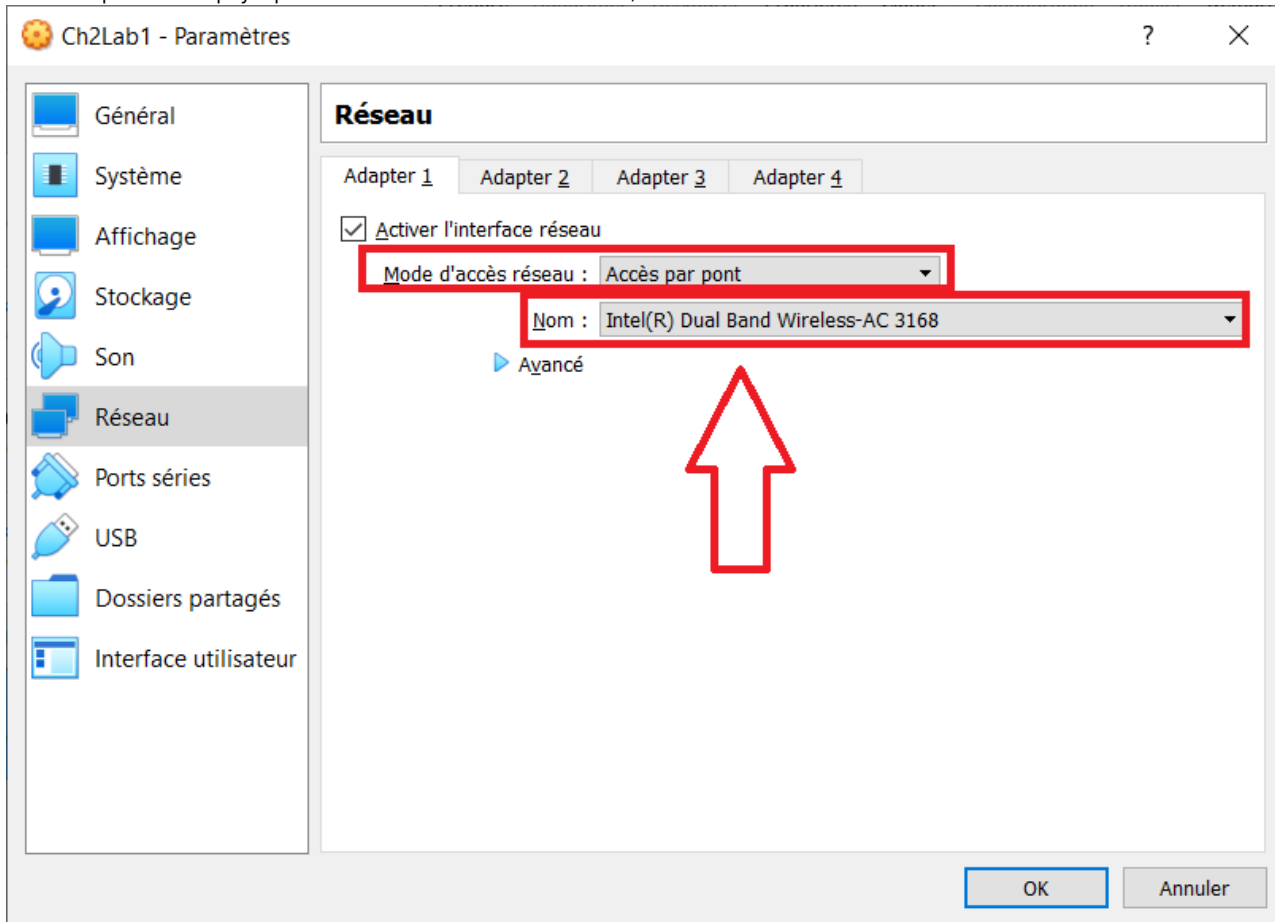 Ch2Lab1 - Paramètres
? ×
Général
Système
Affichage
Stockage
Son
Réseau
Ports séries
USB
Dossiers partagés
Interface utilisateur
Réseau
Adapter 1 Adapter 2 Adapter 3 Adapter 4
Activer l'interface réseau
Mode d'accès réseau : Accès par pont
Nom : Intel(R) Dual Band Wireless-AC 3168
Avancé
OK Annuler